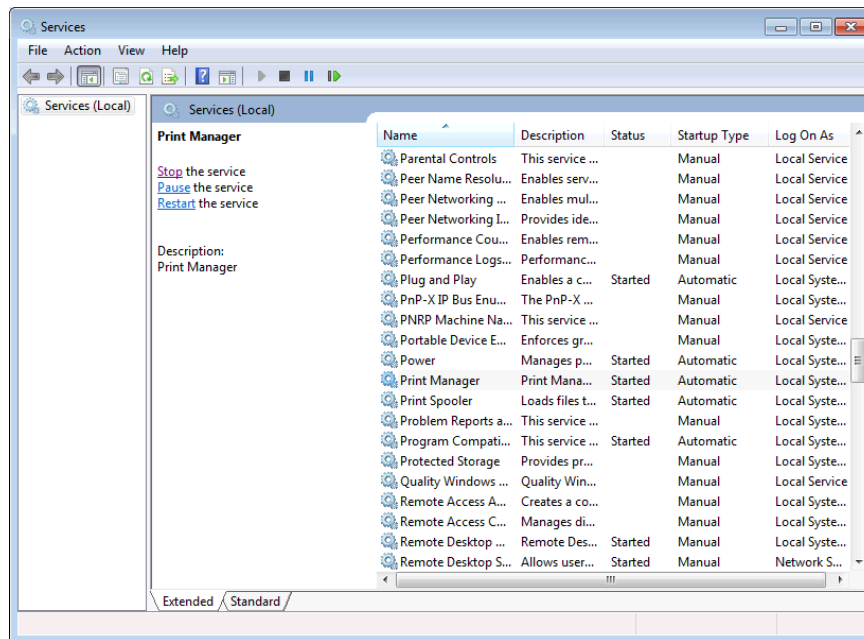 Services
File Action View Help
Services (Local)
Services (Local)
Print Manager
Stop the service
Pause the service
Restart the service
Description:
Print Manager
Name Description Status Startup Type Log On As
Parental Controls This service ... Manual Local Service
Peer Name Resolu... Enables serv... Manual Local Service
Peer Networking ... Enables mul... Manual Local Service
Peer Networking I... Provides ide... Manual Local Service
Performance Cou... Enables rem... Manual Local Service
Performance Logs... Performanc... Manual Local Service
Plug and Play Enables a c... Started Automatic Local Syste...
PnP-X IP Bus Enu... The PnP-X ... Manual Local Syste...
PNRP Machine Na... This service ... Manual Local Service
Portable Device E... Enforces gr... Manual Local Syste...
Power Manages p... Started Automatic Local Syste...
Print Manager Print Mana... Started Automatic Local Syste...
Print Spooler Loads files t... Started Automatic Local Syste...
Problem Reports a... This service ... Manual Local Syste...
Program Compati... This service ... Started Automatic Local Syste...
Protected Storage Provides pr... Manual Local Syste...
Quality Windows ... Quality Win... Manual Local Service
Remote Access A... Creates a co... Manual Local Syste...
Remote Access C... Manages di... Manual Local Syste...
Remote Desktop ... Remote Des... Started Manual Local Syste...
Remote Desktop S... Allows user... Started Manual Network S...
Extended Standard